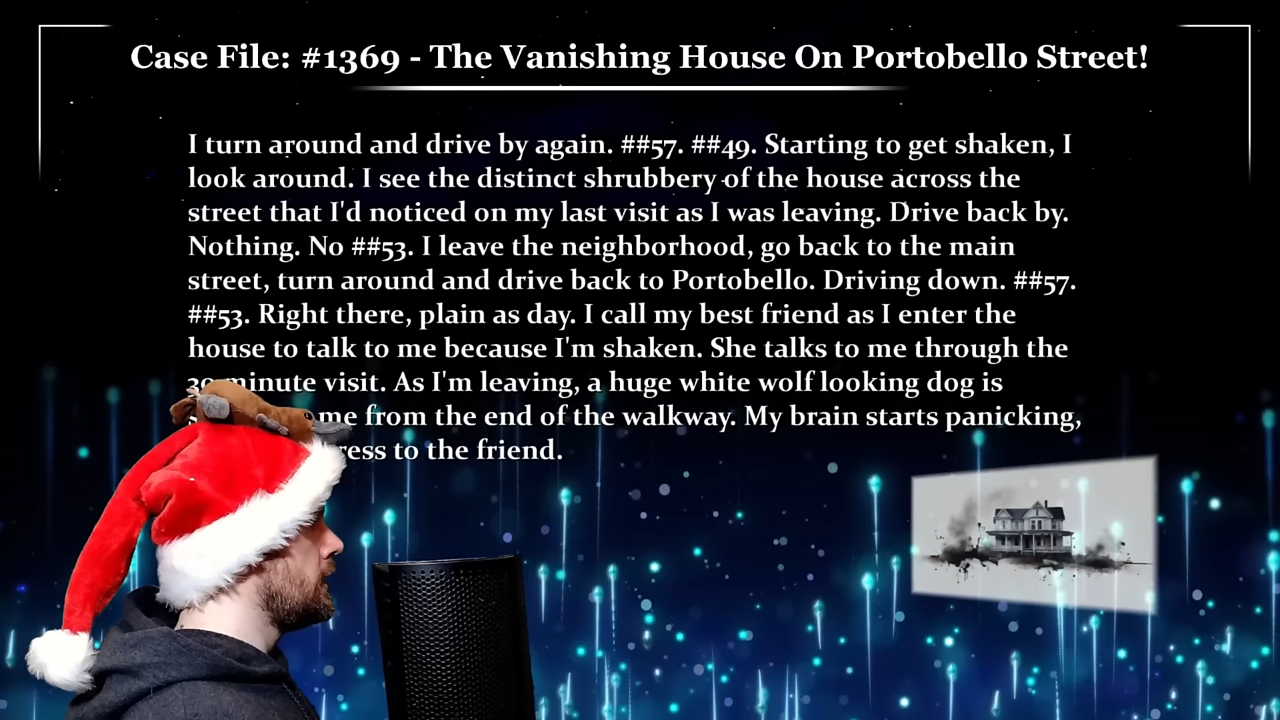 Case File: #1369 - The Vanishing House On Portobello Street!
I turn around and drive by again. ##57. ##49. Starting to get shaken, I
look around. I see the distinct shrubbery of the house across the
street that I'd noticed on my last visit as I was leaving. Drive back by.
Nothing. No ##53. I leave the neighborhood, go back to the main
street, turn around and drive back to Portobello. Driving down. ##57.
##53. Right there, plain as day. I call my best friend as I enter the
house to talk to me because I'm shaken. She talks to me through the
30 minute visit. As I'm leaving, a huge white wolf looking dog is
me from the end of the walkway. My brain starts panicking,
to the friend.